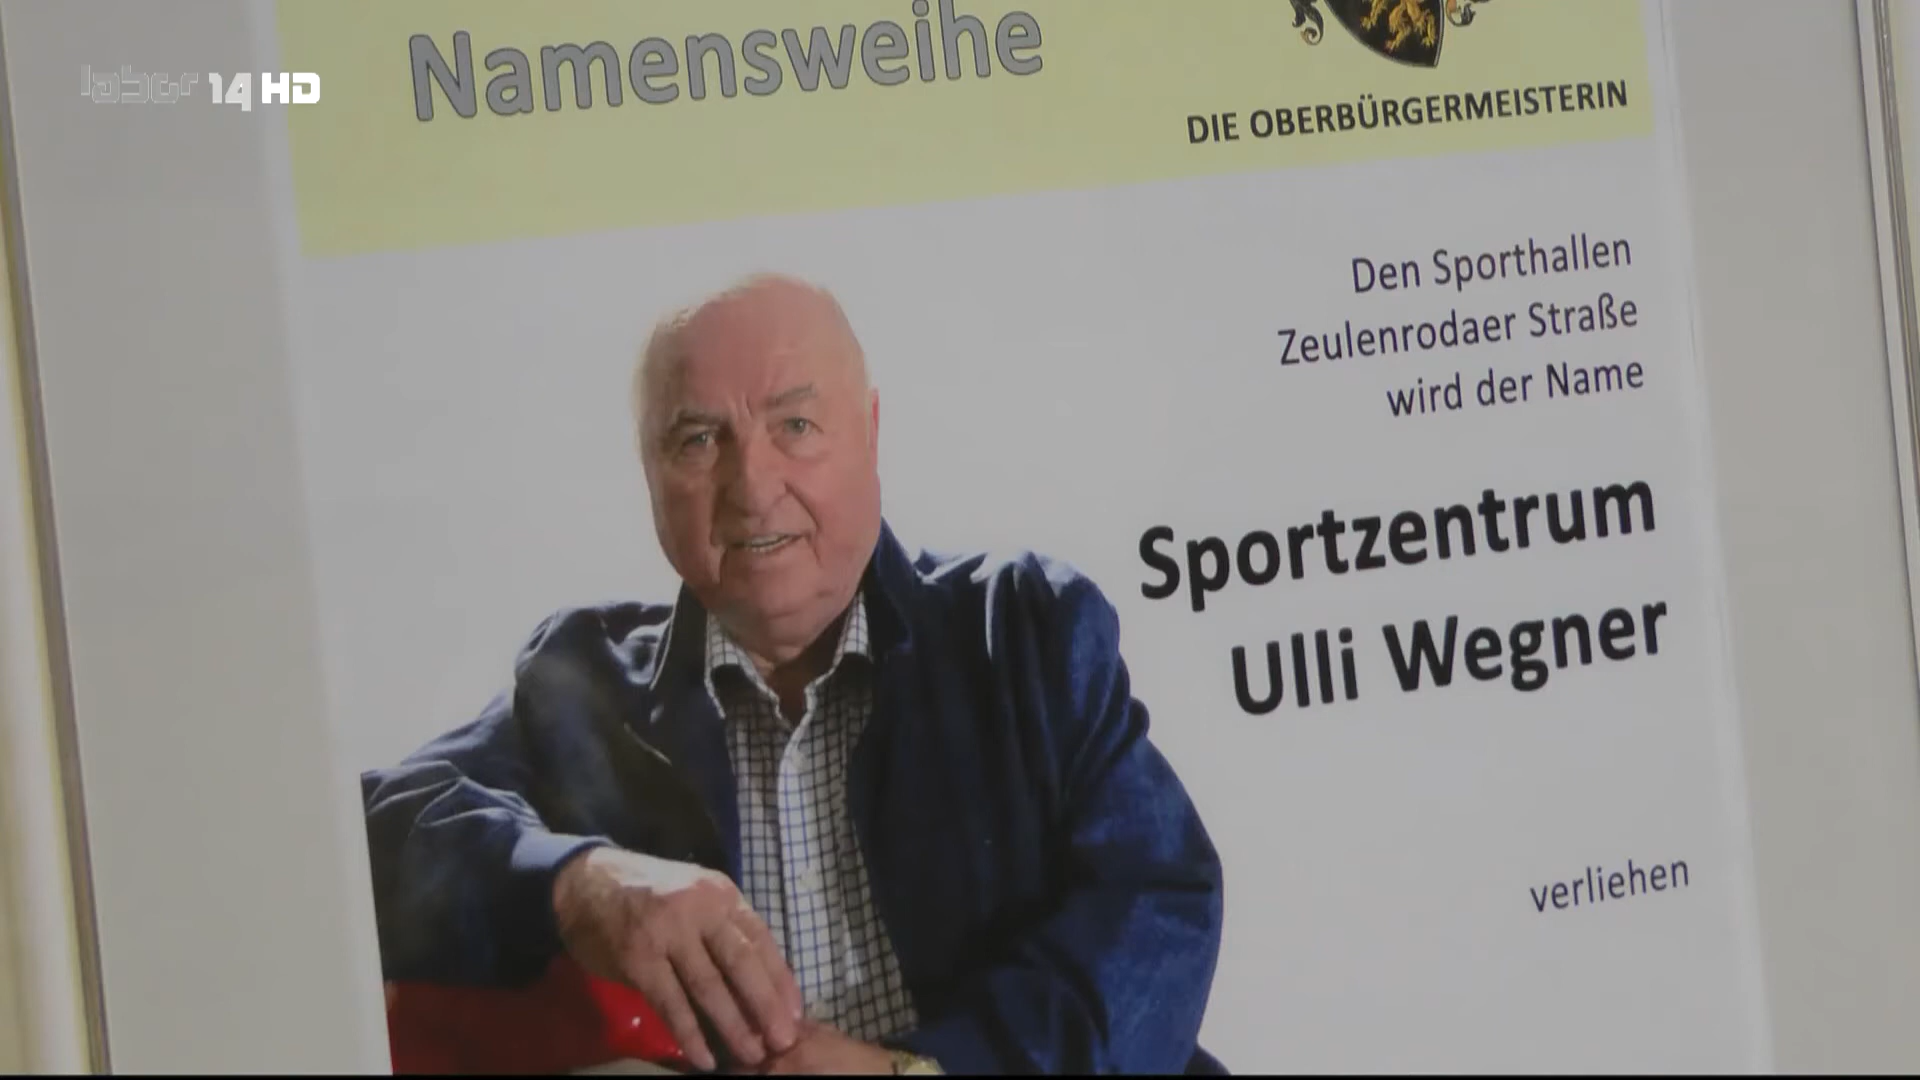 labor 14 HD
Namensweihe
DIE OBERBÜRGERMEISTERIN
Den Sporthallen
Zeulenrodaer Straße
wird der Name
Sportzentrum
Ulli Wegner
verliehen